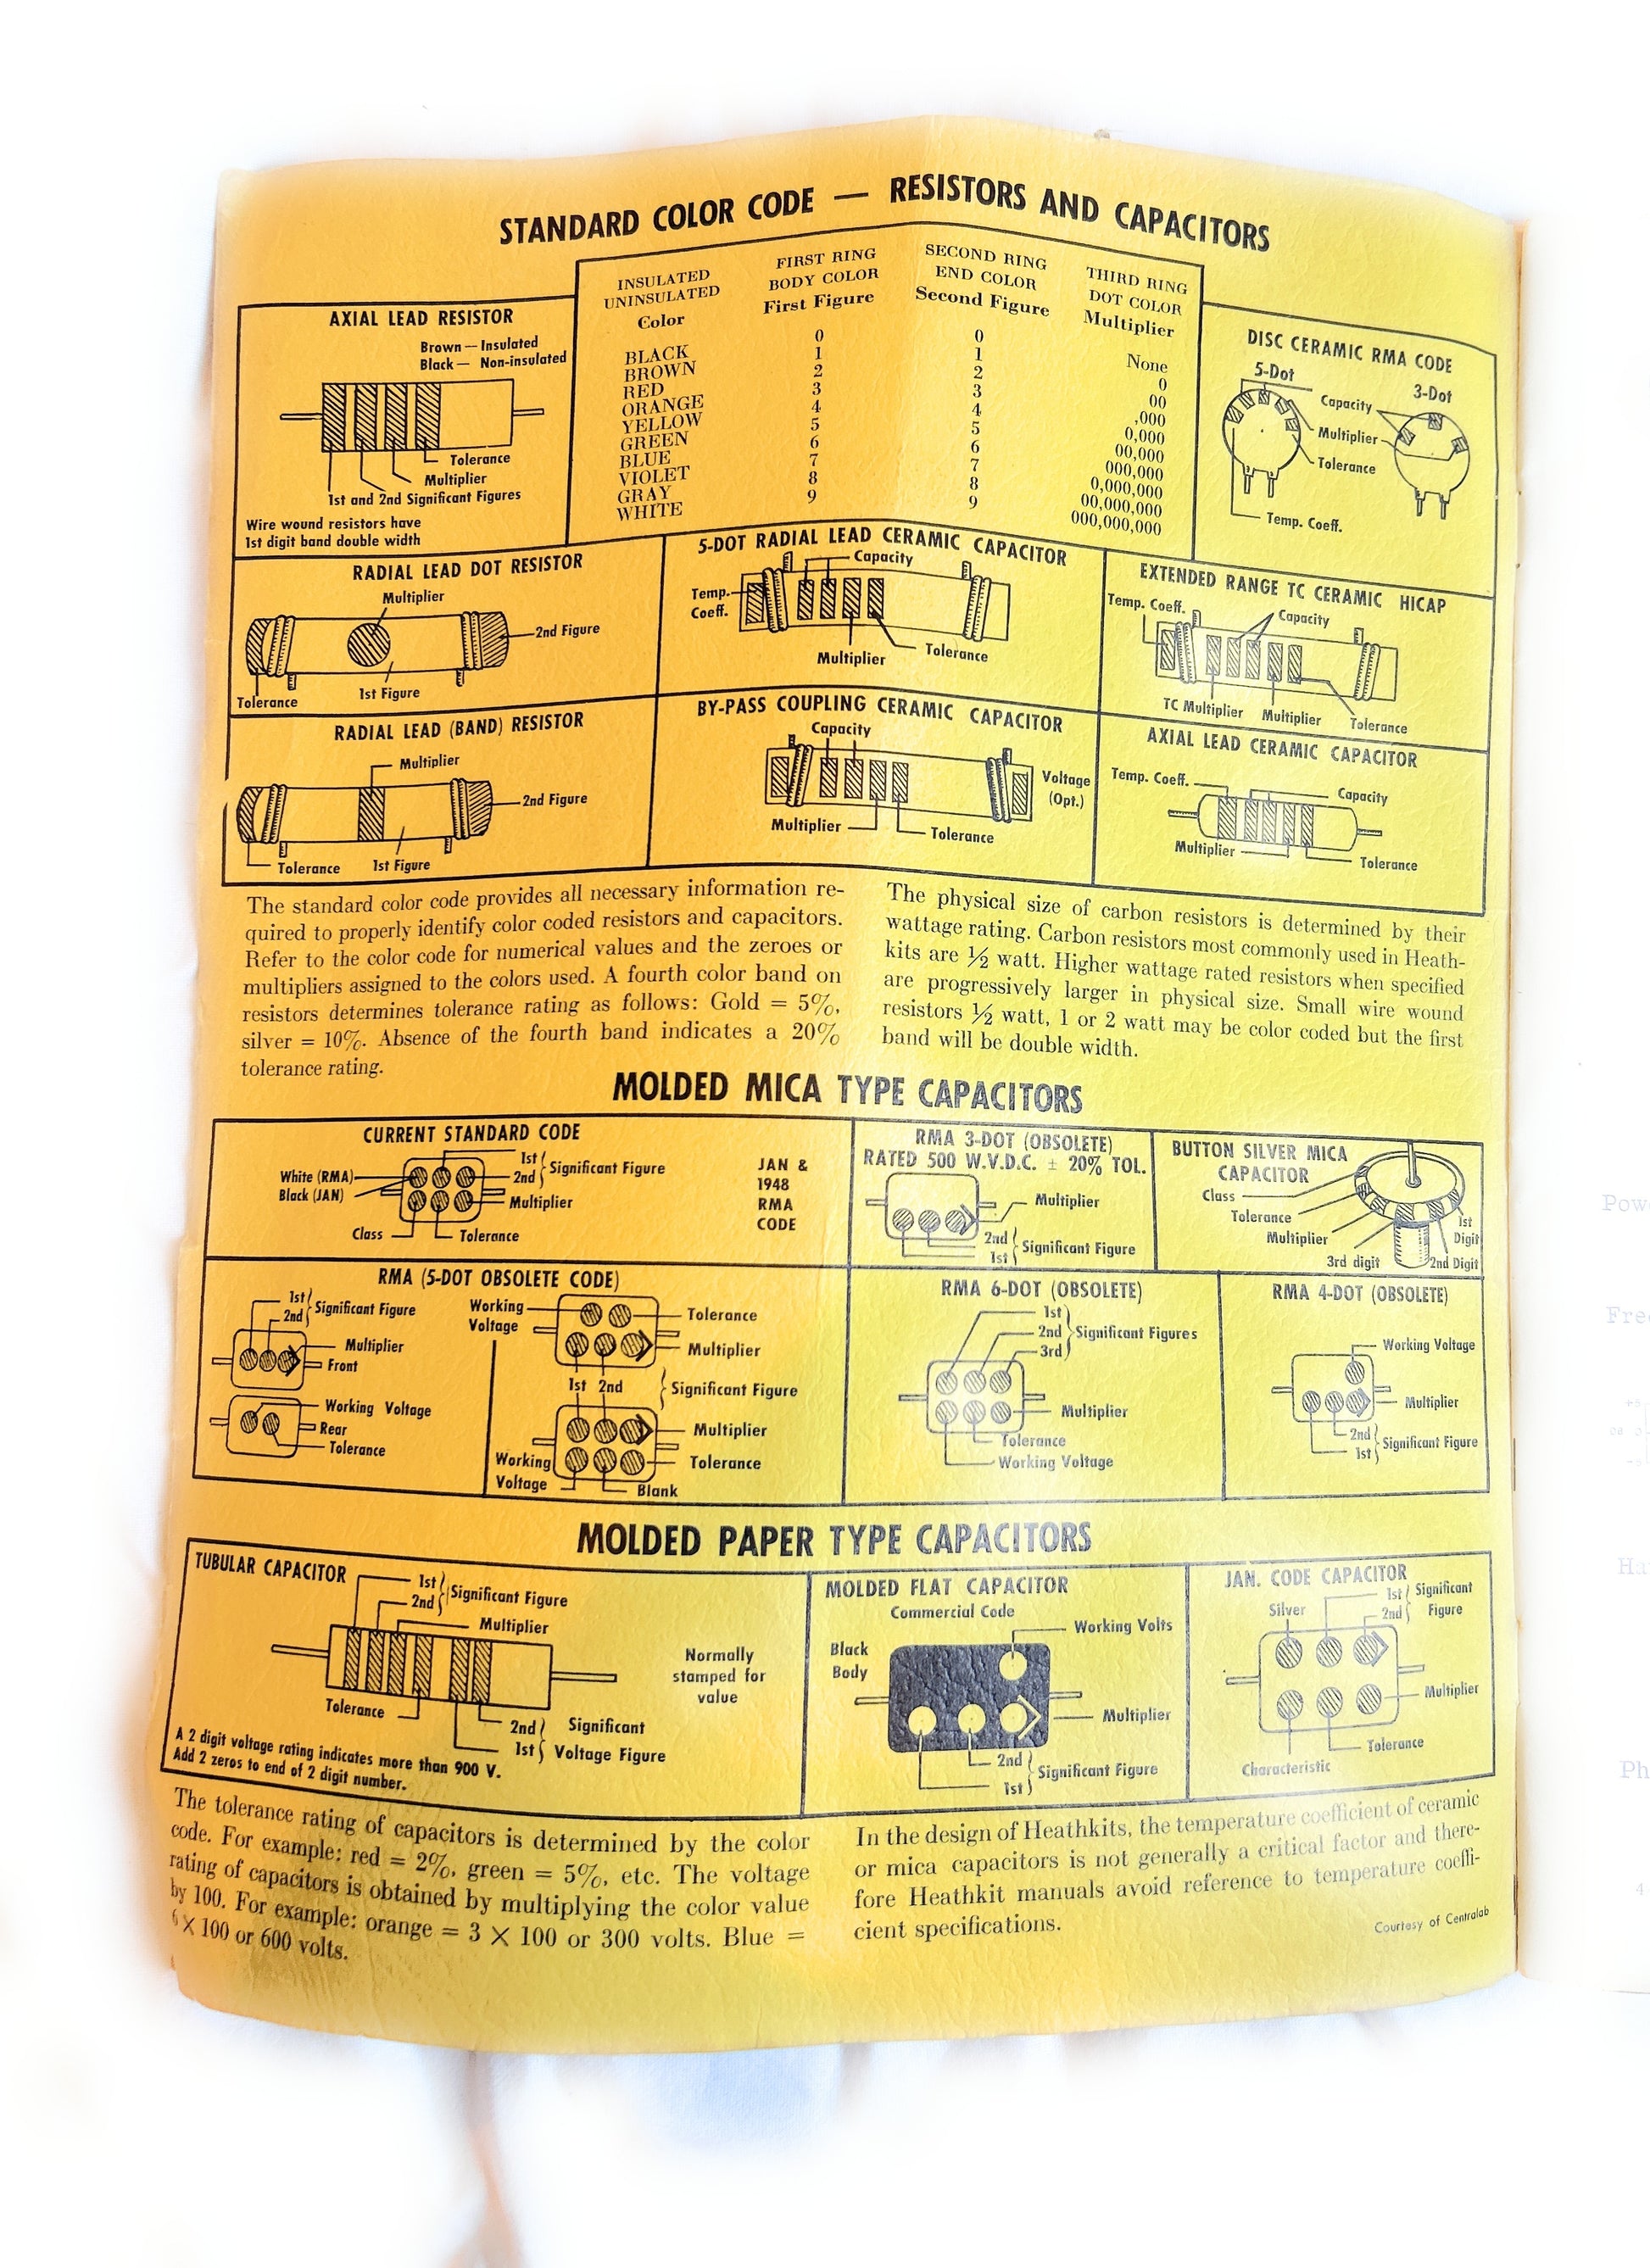 STANDARD COLOR CODE — RESISTORS AND CAPACITORS
INSULATED
UNINSULATED
Color
FIRST RING
BODY COLOR
First Figure
SECOND RING
END COLOR
Second Figure
THIRD RING
DOT COLOR
Multiplier
BLACK 0 0 None
BROWN 1 1 0
RED 2 2 00
ORANGE 3 3 ,000
YELLOW 4 4 0,000
GREEN 5 5 00,000
BLUE 6 6 000,000
VIOLET 7 7 0,000,000
GRAY 8 8 00,000,000
WHITE 9 9 000,000,000
AXIAL LEAD RESISTOR
Brown — Insulated
Black — Non-insulated
Tolerance
Multiplier
1st and 2nd Significant Figures
Wire wound resistors have
1st digit band double width
DISC CERAMIC RMA CODE
5-Dot
3-Dot
Capacity
Multiplier
Tolerance
Temp. Coeff.
RADIAL LEAD DOT RESISTOR
Multiplier
2nd Figure
Tolerance
1st Figure
5-DOT RADIAL LEAD CERAMIC CAPACITOR
Capacity
Temp.
Coeff.
Multiplier
Tolerance
EXTENDED RANGE TC CERAMIC HICAP
Temp. Coeff.
Capacity
TC Multiplier
Multiplier
Tolerance
RADIAL LEAD (BAND) RESISTOR
Multiplier
2nd Figure
Tolerance
1st Figure
BY-PASS COUPLING CERAMIC CAPACITOR
Capacity
Voltage
(Opt.)
Multiplier
Tolerance
AXIAL LEAD CERAMIC CAPACITOR
Temp. Coeff.
Capacity
Multiplier
Tolerance
The standard color code provides all necessary information re-
quired to properly identify color coded resistors and capacitors.
Refer to the color code for numerical values and the zeroes or
multipliers assigned to the colors used. A fourth color band on
resistors determines tolerance rating as follows: Gold = 5%,
silver = 10%. Absence of the fourth band indicates a 20%
tolerance rating.
The physical size of carbon resistors is determined by their
wattage rating. Carbon resistors most commonly used in Heath-
kits are ½ watt. Higher wattage rated resistors when specified
are progressively larger in physical size. Small wire wound
resistors ½ watt, 1 or 2 watt may be color coded but the first
band will be double width.
MOLDED MICA TYPE CAPACITORS
CURRENT STANDARD CODE
White (RMA)
Black (JAN)
1st
2nd
Significant Figure
Multiplier
Class
Tolerance
JAN &
1948
RMA
CODE
RMA 3-DOT (OBSOLETE)
RATED 500 W.V.D.C. ± 20% TOL.
Multiplier
2nd
1st
Significant Figure
BUTTON SILVER MICA
CAPACITOR
Class
Tolerance
Multiplier
3rd digit
1st
Digit
2nd Digit
RMA (5-DOT OBSOLETE CODE)
1st
2nd
Significant Figure
Multiplier
Front
Working Voltage
Rear
Tolerance
Working
Voltage
Tolerance
Multiplier
1st 2nd
Significant Figure
Multiplier
Working
Voltage
Tolerance
Blank
RMA 6-DOT (OBSOLETE)
1st
2nd
3rd
Significant Figures
Multiplier
Tolerance
Working Voltage
RMA 4-DOT (OBSOLETE)
Working Voltage
Multiplier
2nd
1st
Significant Figure
MOLDED PAPER TYPE CAPACITORS
TUBULAR CAPACITOR
1st
2nd
Significant Figure
Multiplier
Normally
stamped for
value
Tolerance
2nd
1st
Significant
Voltage Figure
A 2 digit voltage rating indicates more than 900 V.
Add 2 zeros to end of 2 digit number.
MOLDED FLAT CAPACITOR
Commercial Code
Working Volts
Black
Body
Multiplier
2nd
1st
Significant Figure
JAN. CODE CAPACITOR
Silver
1st
2nd
Significant
Figure
Multiplier
Tolerance
Characteristic
The tolerance rating of capacitors is determined by the color
code. For example: red = 2%, green = 5%, etc. The voltage
rating of capacitors is obtained by multiplying the color value
by 100. For example: orange = 3 × 100 or 300 volts. Blue =
6 × 100 or 600 volts.
In the design of Heathkits, the temperature coefficient of ceramic
or mica capacitors is not generally a critical factor and there-
fore Heathkit manuals avoid reference to temperature coeffi-
cient specifications.
Courtesy of Centralab